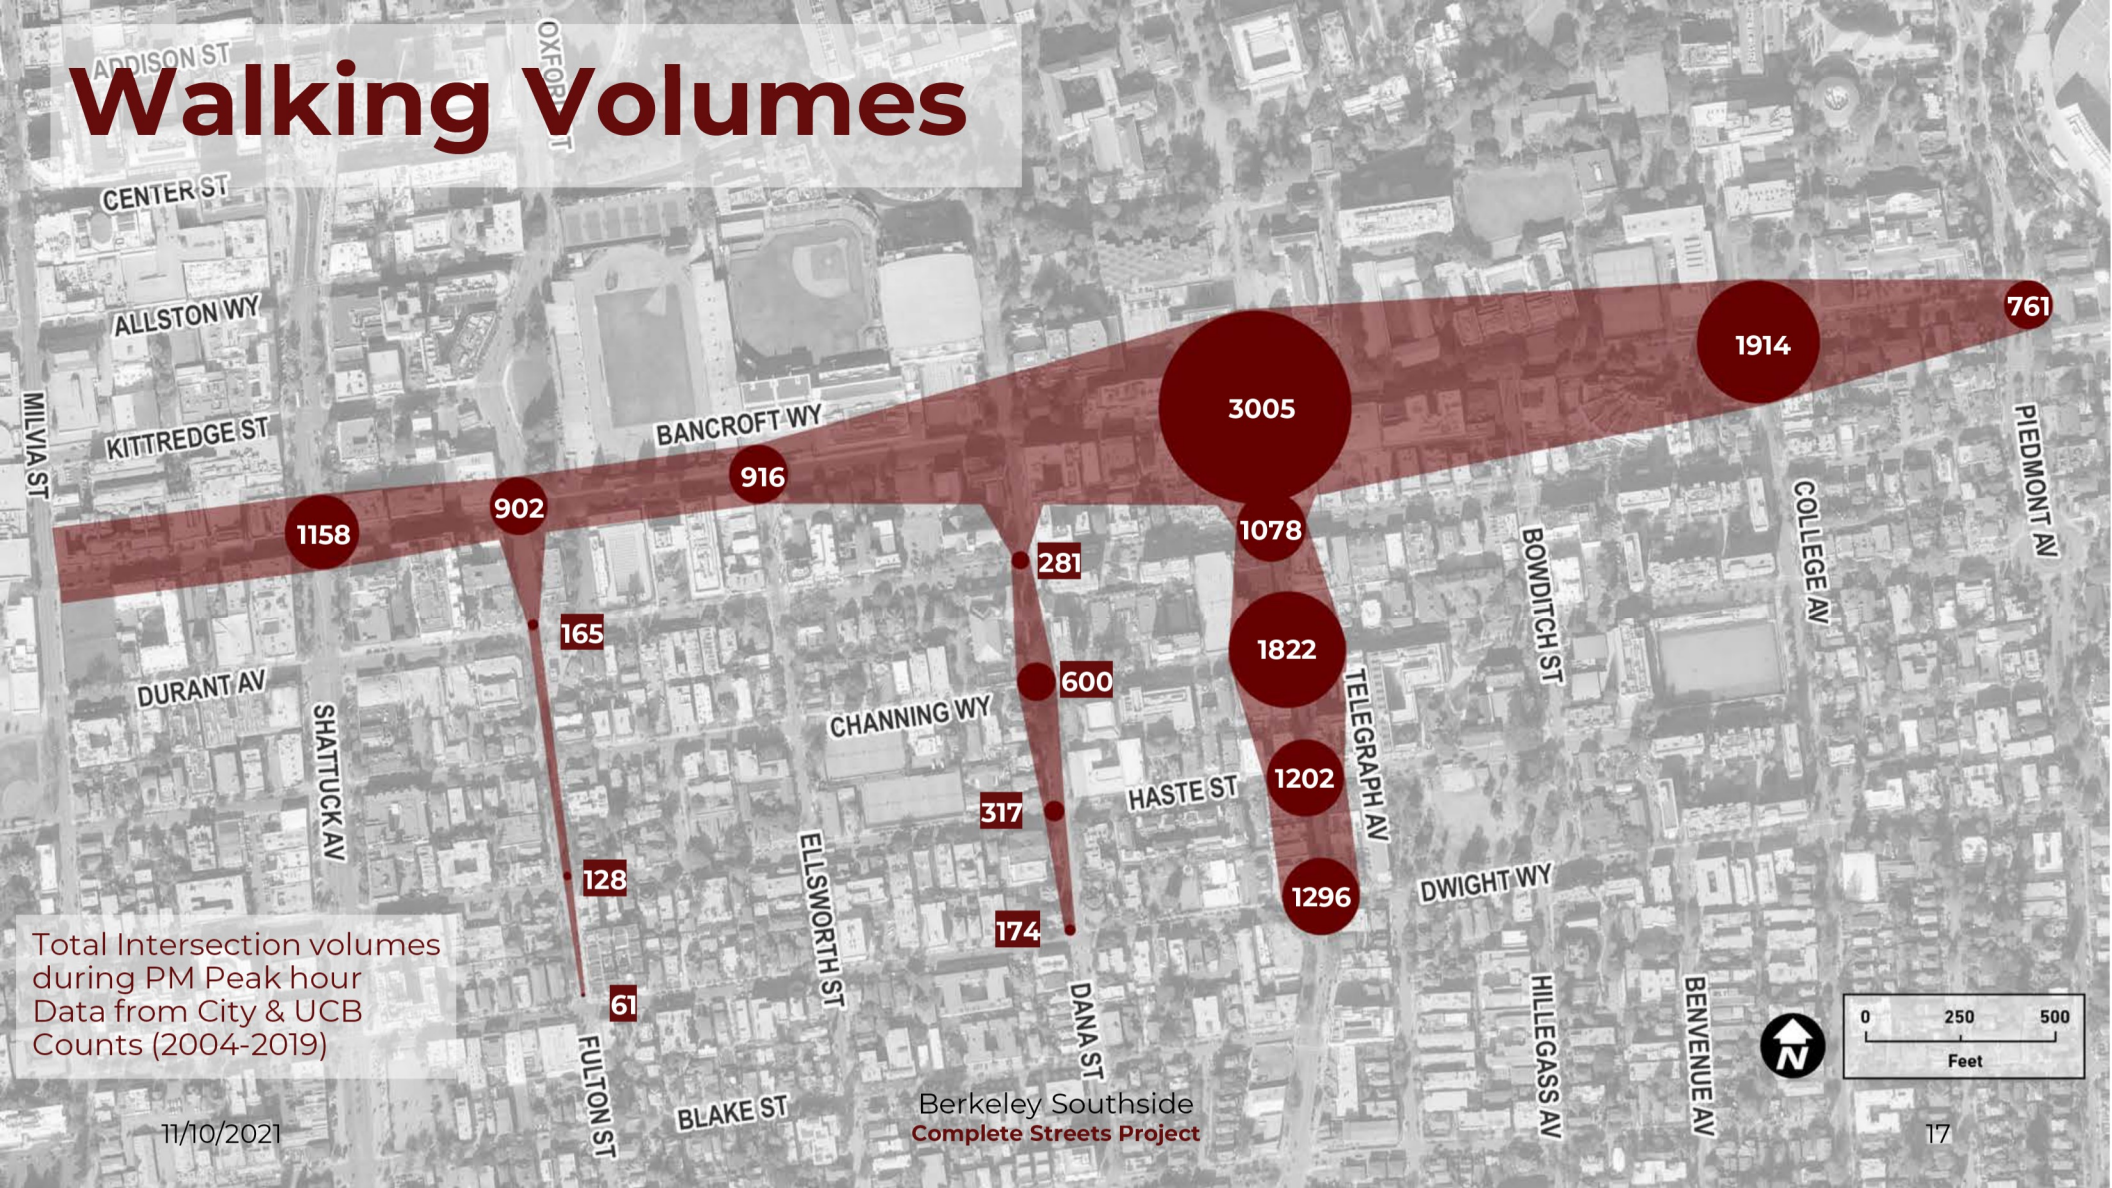 Walking Volumes
ADDISON ST
OXFORD ST
CENTER ST
ALLSTON WY
KITTREDGE ST
MILVIA ST
BANCROFT WY
761
1914
3005
916
902
1158
1078
281
165
1822
600
DURANT AV
SHATTUCK AV
CHANNING WY
HASTE ST
1202
317
TELEGRAPH AV
BOWDITCH ST
COLLEGE AV
PIEDMONT AV
128
ELLSWORTH ST
174
1296
DWIGHT WY
61
Total Intersection volumes
during PM Peak hour
Data from City & UCB
Counts (2004-2019)
FULTON ST
DANA ST
HILLEGASS AV
BENVENUE AV
BLAKE ST
N
0 250 500
Feet
11/10/2021
Berkeley Southside
Complete Streets Project
17